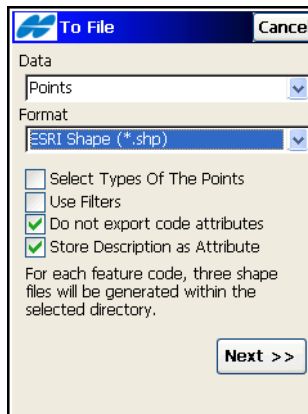 To File
Cance
Data
Points
Format
ESRI Shape (*.shp)
Select Types Of The Points
Use Filters
Do not export code attributes
Store Description as Attribute
For each feature code, three shape
files will be generated within the
selected directory.
Next >>